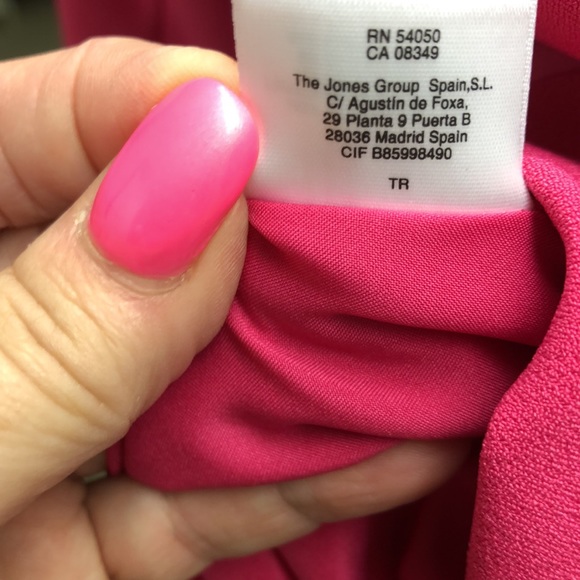 RN 54050
CA 08349
The Jones Group Spain,S.L.
C/ Agustín de Foxa,
29 Planta 9 Puerta B
28036 Madrid Spain
CIF B85998490
TR